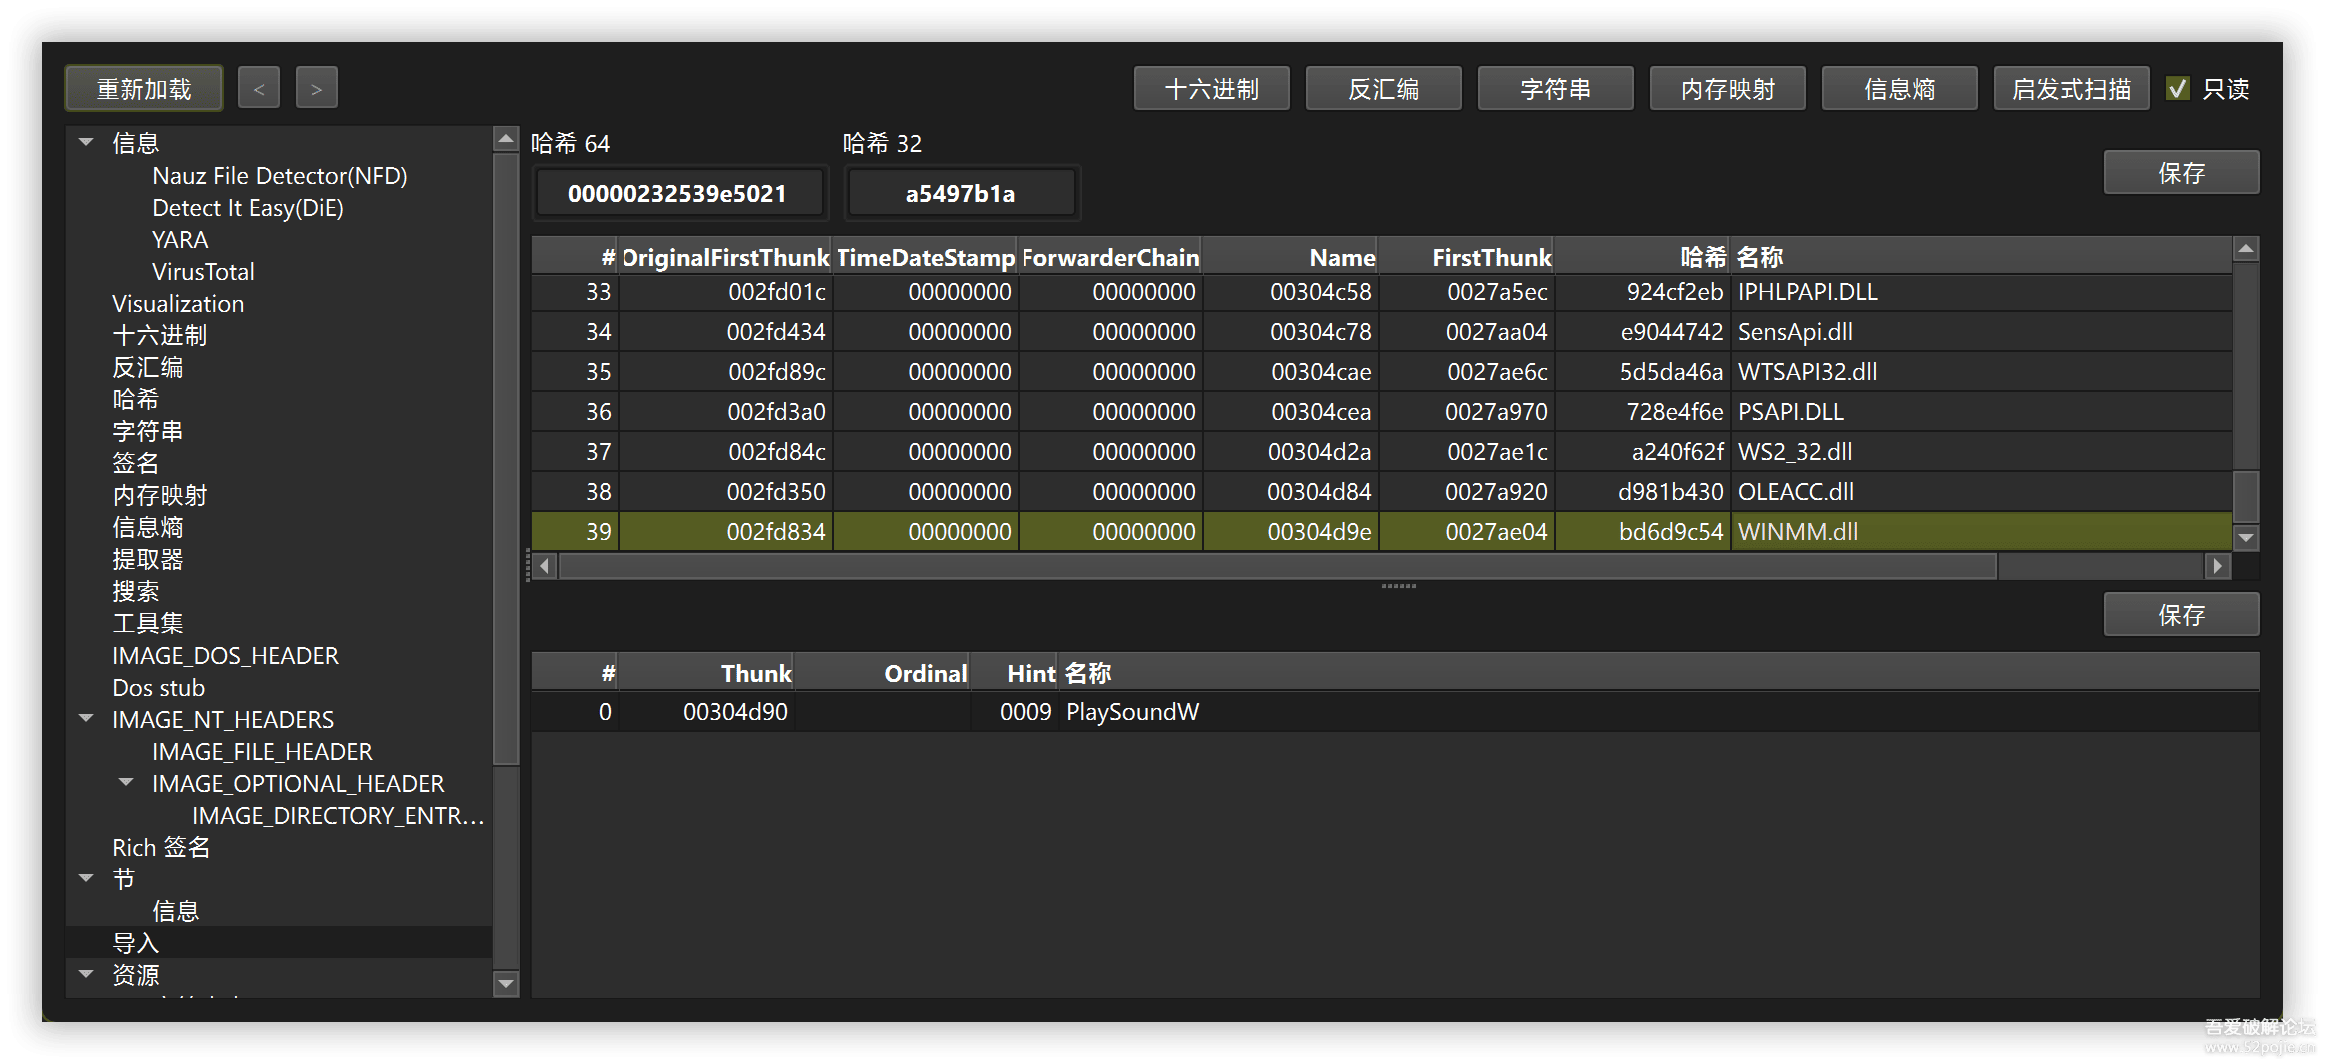 重新加载 < > 十六进制 反汇编 字符串 内存映射 信息熵 启发式扫描 只读
信息
Nauz File Detector(NFD)
Detect It Easy(DiE)
YARA
VirusTotal
Visualization
十六进制
反汇编
哈希
字符串
签名
内存映射
信息熵
提取器
搜索
工具集
IMAGE_DOS_HEADER
Dos stub
IMAGE_NT_HEADERS
IMAGE_FILE_HEADER
IMAGE_OPTIONAL_HEADER
IMAGE_DIRECTORY_ENTR...
Rich 签名
节
信息
导入
资源
哈希 64 哈希 32
00000232539e5021 a5497b1a
保存
# OriginalFirstThunk TimeDateStamp ForwarderChain Name FirstThunk 哈希 名称
33 002fd01c 00000000 00000000 00304c58 0027a5ec 924cf2eb IPHLPAPI.DLL
34 002fd434 00000000 00000000 00304c78 0027aa04 e9044742 SensApi.dll
35 002fd89c 00000000 00000000 00304cae 0027ae6c 5d5da46a WTSAPI32.dll
36 002fd3a0 00000000 00000000 00304cea 0027a970 728e4f6e PSAPI.DLL
37 002fd84c 00000000 00000000 00304d2a 0027ae1c a240f62f WS2_32.dll
38 002fd350 00000000 00000000 00304d84 0027a920 d981b430 OLEACC.dll
39 002fd834 00000000 00000000 00304d9e 0027ae04 bd6d9c54 WINMM.dll
保存
# Thunk Ordinal Hint 名称
0 00304d90 0009 PlaySoundW
吾爱破解论坛
www.52pojie.cn